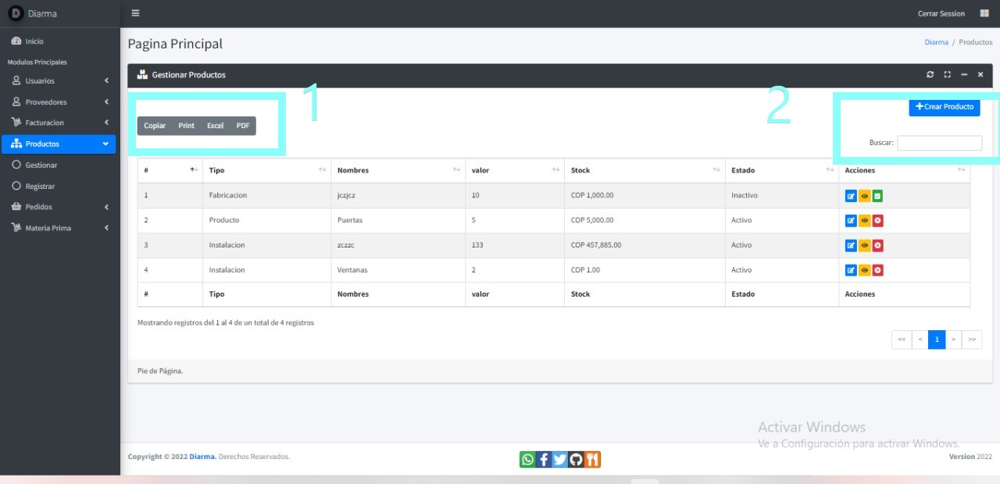 D Diarma
Cerrar Session
Inicio
Modulos Principales
Usuarios
Proveedores
Facturacion
Productos
Gestionar
Registrar
Pedidos
Materia Prima
Pagina Principal
Diarma / Productos
Gestionar Productos
1
2
Crear Producto
Copiar Print Excel PDF
Buscar:
# Tipo Nombres valor Stock Estado Acciones
1 Fabricacion jczjcz 10 COP 1,000.00 Inactivo
2 Producto Puertas 5 COP 5,000.00 Activo
3 Instalacion zczzc 133 COP 457,885.00 Activo
4 Instalacion Ventanas 2 COP 1.00 Activo
# Tipo Nombres valor Stock Estado Acciones
Mostrando registros del 1 al 4 de un total de 4 registros
<< < 1 > >>
Pie de Página.
Activar Windows
Ve a Configuración para activar Windows.
Copyright © 2022 Diarma. Derechos Reservados.
Version 2022